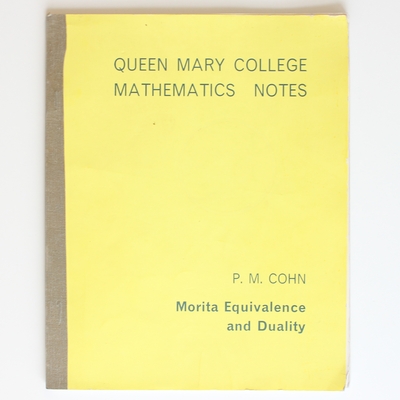 QUEEN MARY COLLEGE
MATHEMATICS NOTES
P. M. COHN
Morita Equivalence
and Duality